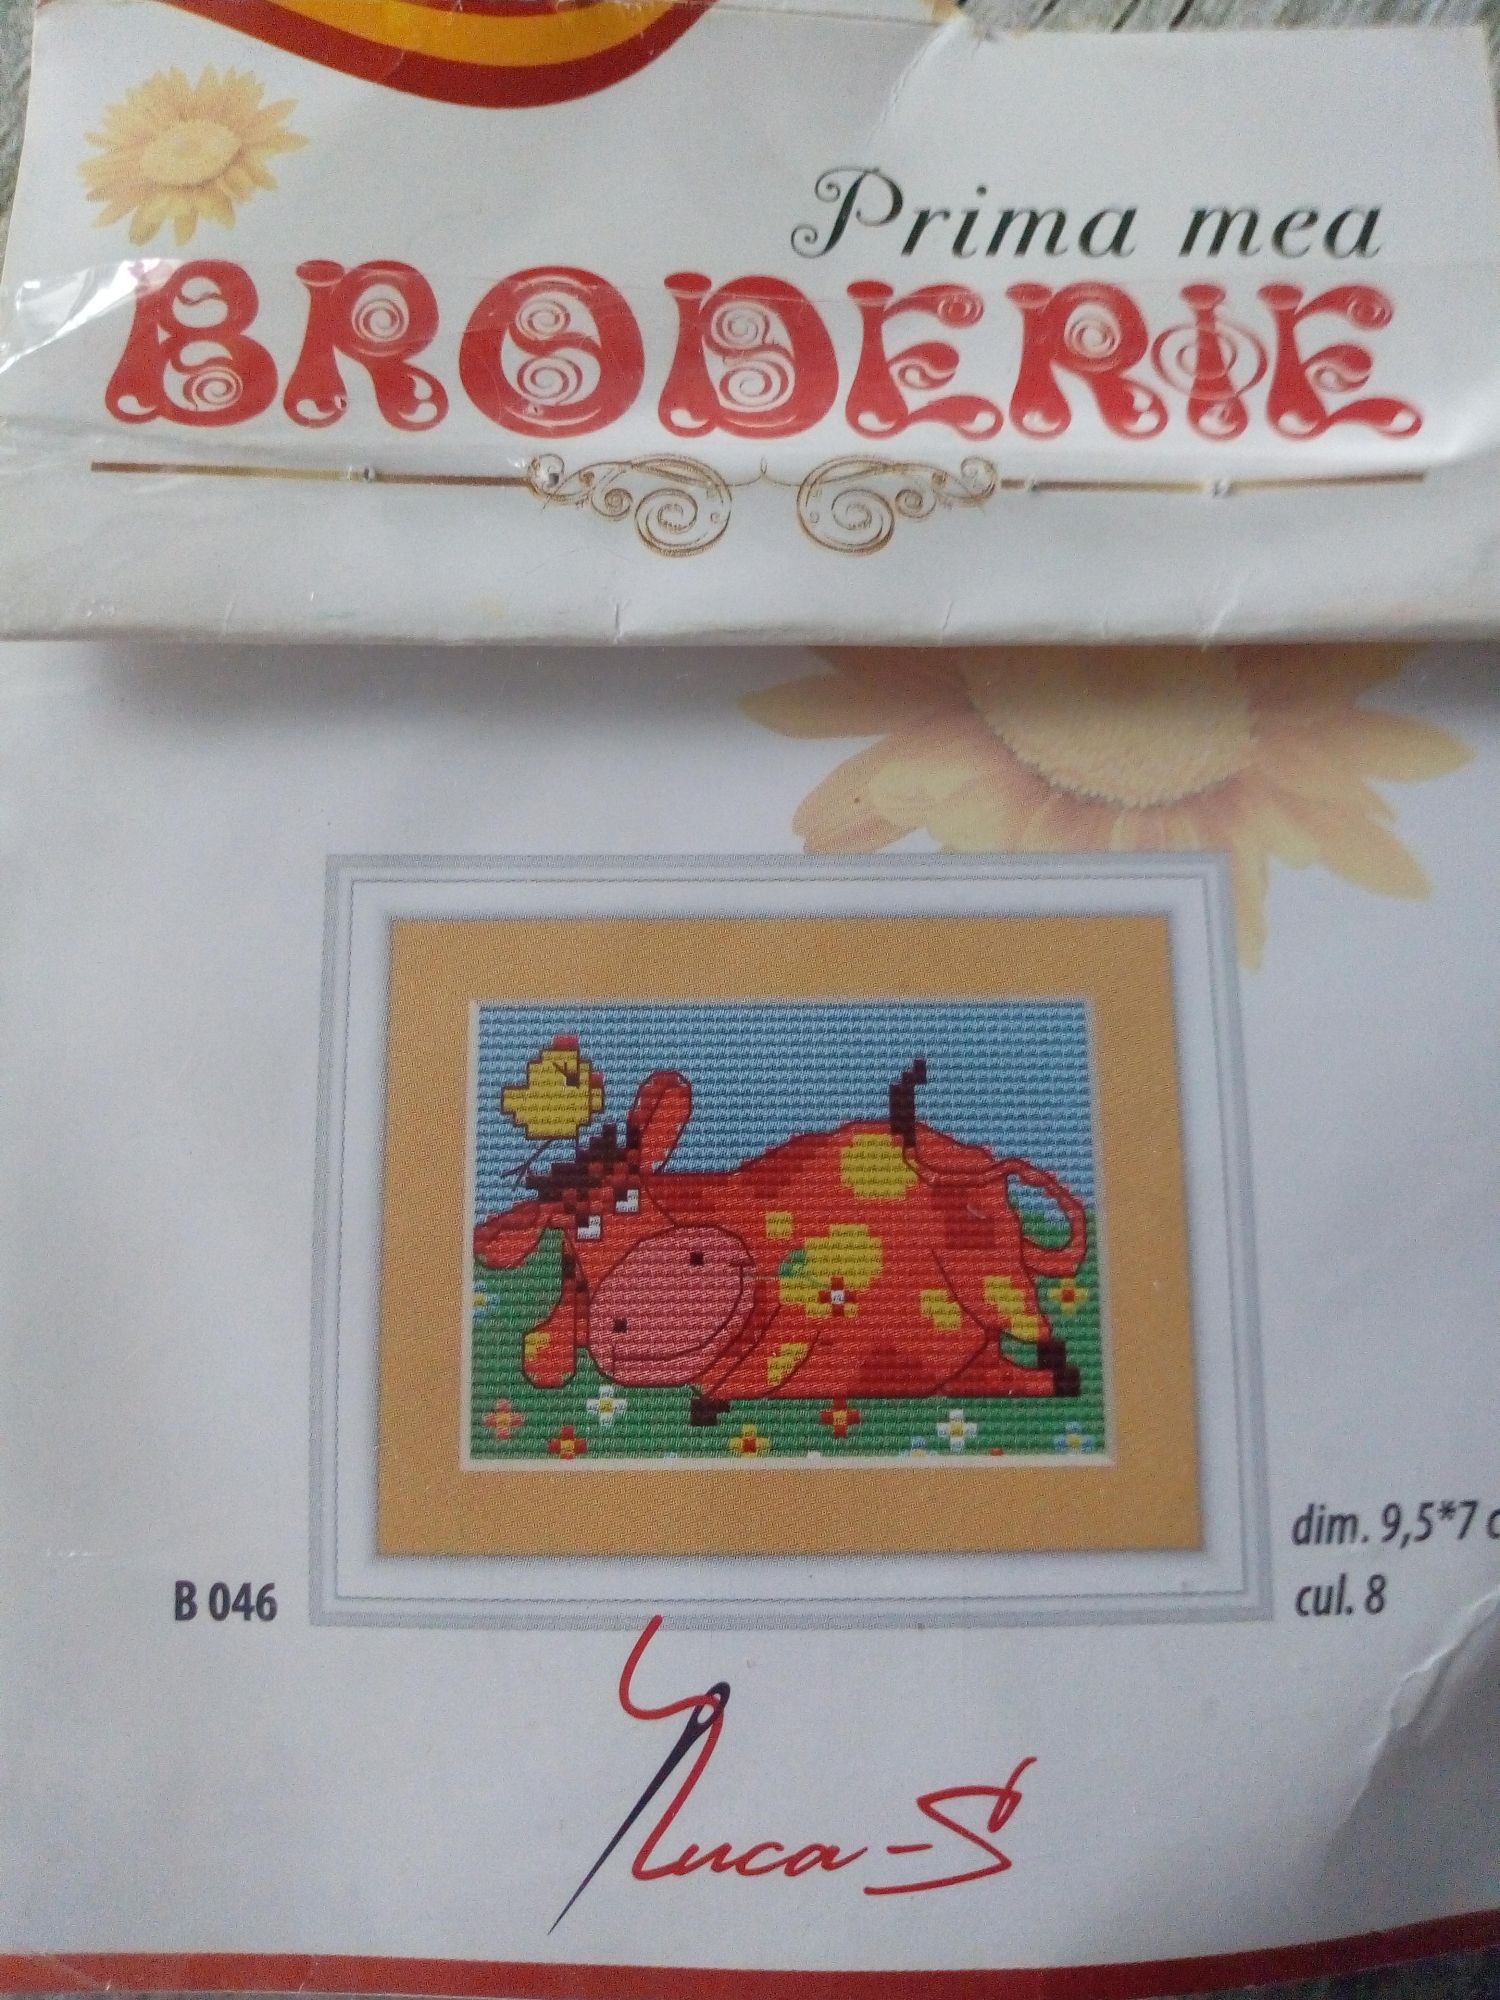 Prima mea
BRODERIE
dim. 9,5*7
cul. 8
B 046
Luca-S